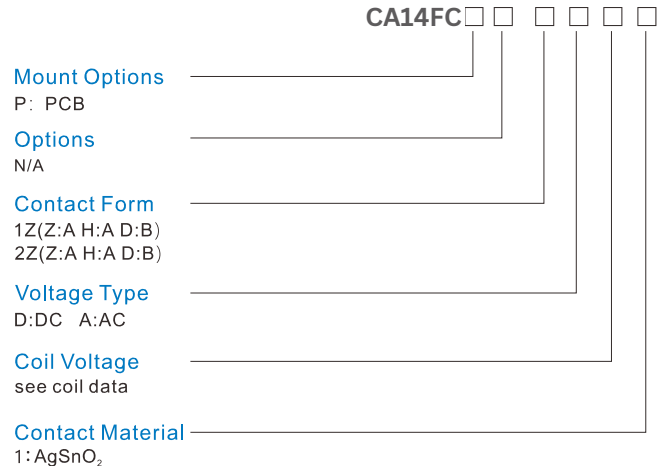 CA14FC□□ □□□□
Mount Options
P: PCB
Options
N/A
Contact Form
1Z(Z:A H:A D:B)
2Z(Z:A H:A D:B)
Voltage Type
D:DC A:AC
Coil Voltage
see coil data
Contact Material
1:AgSnO₂